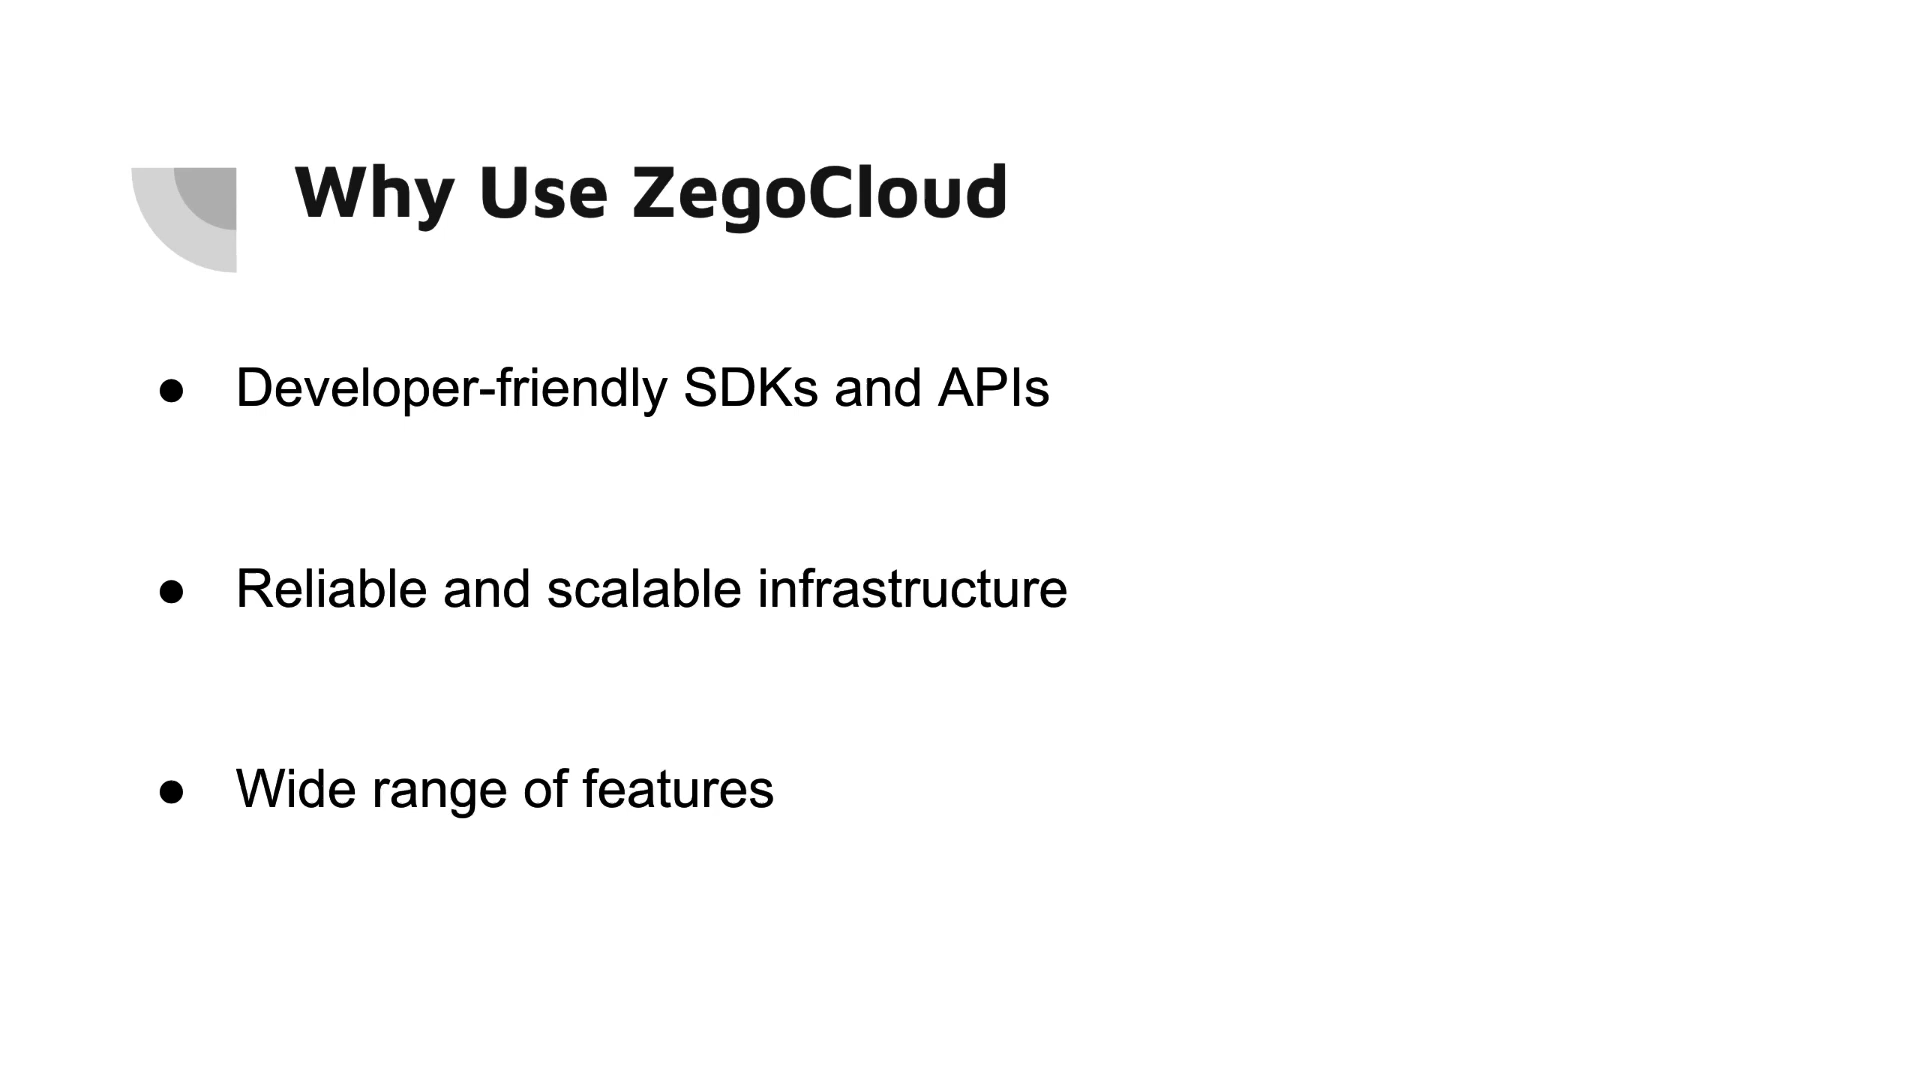 Why Use ZegoCloud
● Developer-friendly SDKs and APIs
● Reliable and scalable infrastructure
● Wide range of features